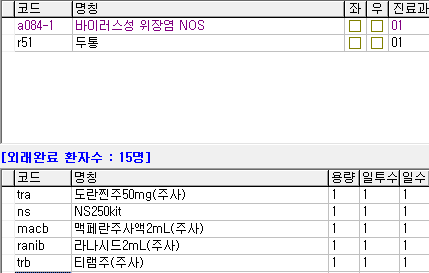 코드 명칭 좌 우 진료과
a084-1 바이러스성 위장염 NOS 01
r51 두통 01
[외래완료 환자수 : 15명]
코드 명칭 용량 일투수 일수
tra 도란찐주50mg(주사) 1 1 1
ns NS250kit 1 1 1
macb 맥페란주사액2mL(주사) 1 1 1
ranib 라나시드2mL(주사) 1 1 1
trb 티램주(주사) 1 1 1